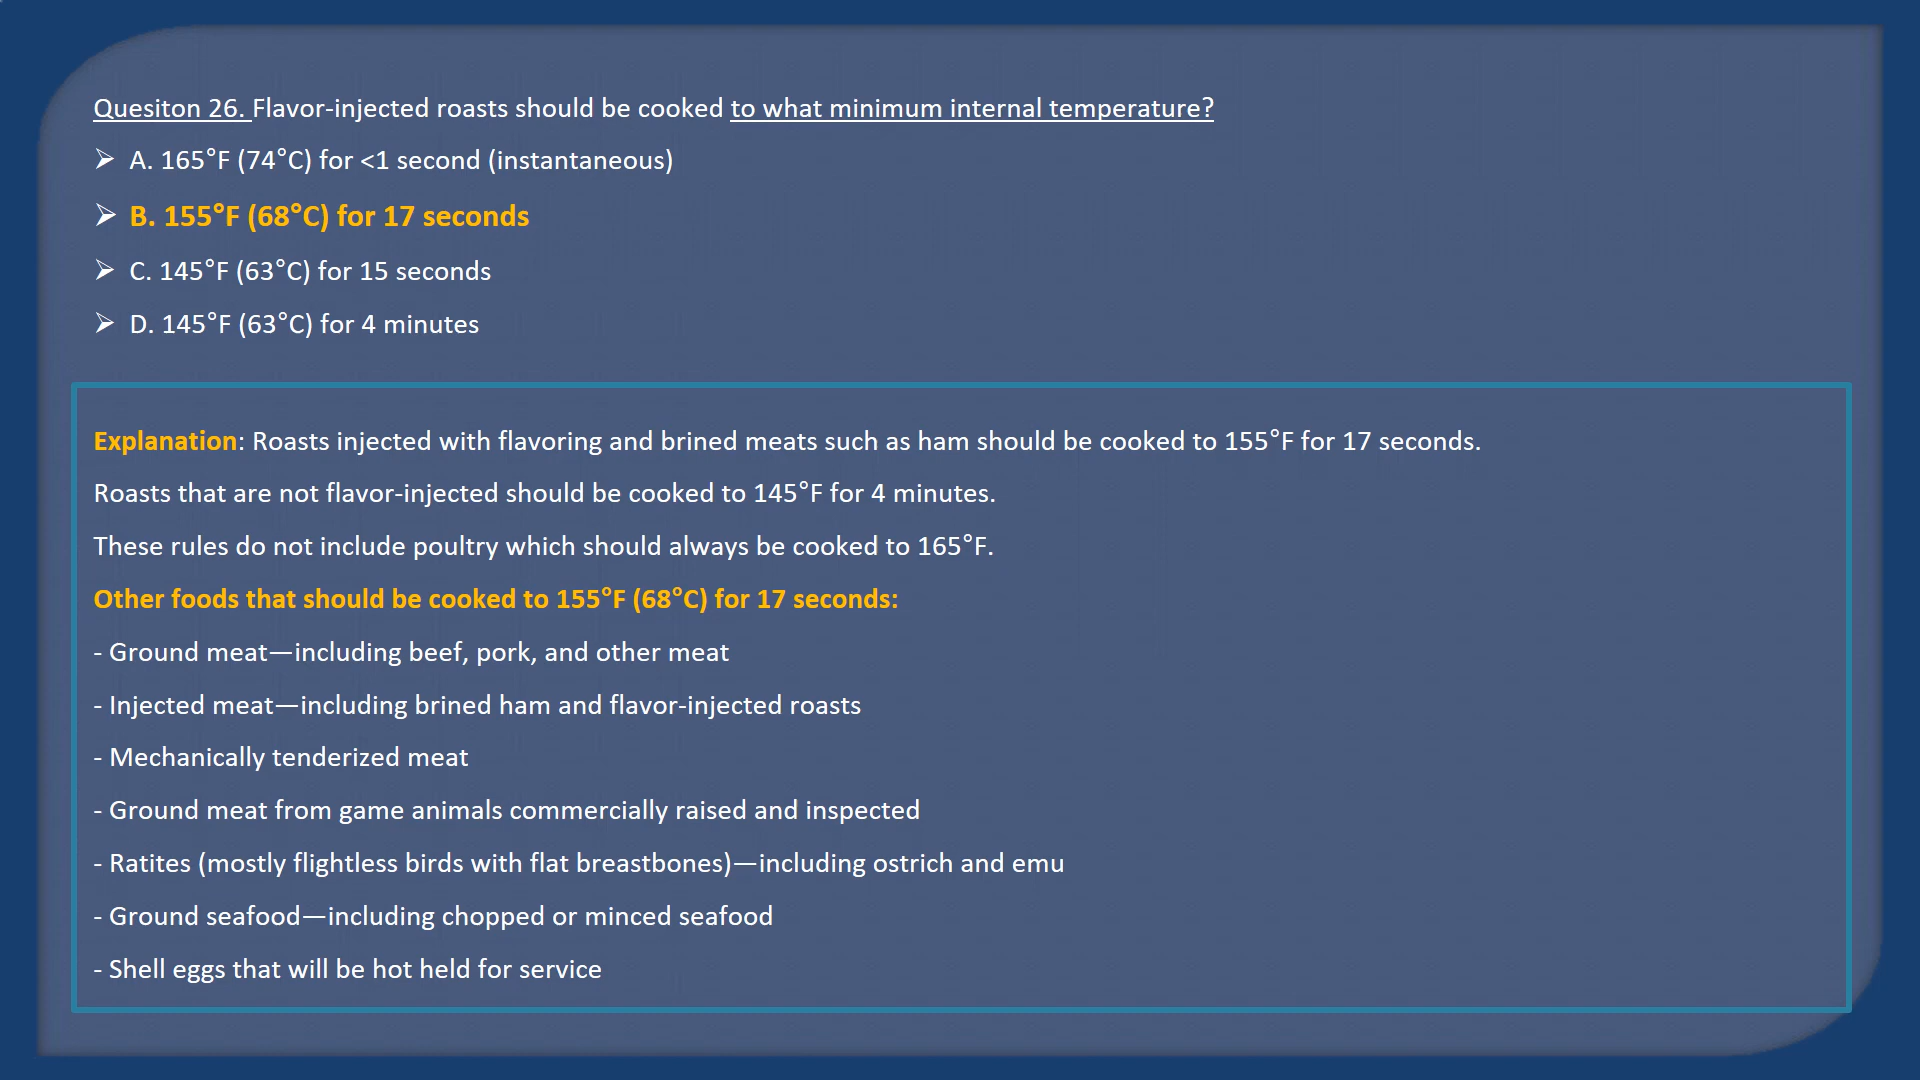 Quesiton 26. Flavor-injected roasts should be cooked to what minimum internal temperature?
➢ A. 165°F (74°C) for <1 second (instantaneous)
➢ B. 155°F (68°C) for 17 seconds
➢ C. 145°F (63°C) for 15 seconds
➢ D. 145°F (63°C) for 4 minutes
Explanation: Roasts injected with flavoring and brined meats such as ham should be cooked to 155°F for 17 seconds.
Roasts that are not flavor-injected should be cooked to 145°F for 4 minutes.
These rules do not include poultry which should always be cooked to 165°F.
Other foods that should be cooked to 155°F (68°C) for 17 seconds:
- Ground meat—including beef, pork, and other meat
- Injected meat—including brined ham and flavor-injected roasts
- Mechanically tenderized meat
- Ground meat from game animals commercially raised and inspected
- Ratites (mostly flightless birds with flat breastbones)—including ostrich and emu
- Ground seafood—including chopped or minced seafood
- Shell eggs that will be hot held for service